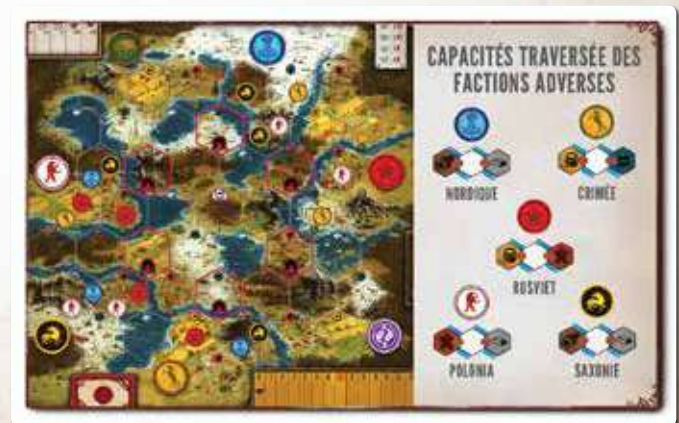 CAPACITÉS TRAVERSÉE DES
FACTIONS ADVERSES
NORDIQUE
CRIMÉE
RUSVIET
POLONIA
SAXONIE